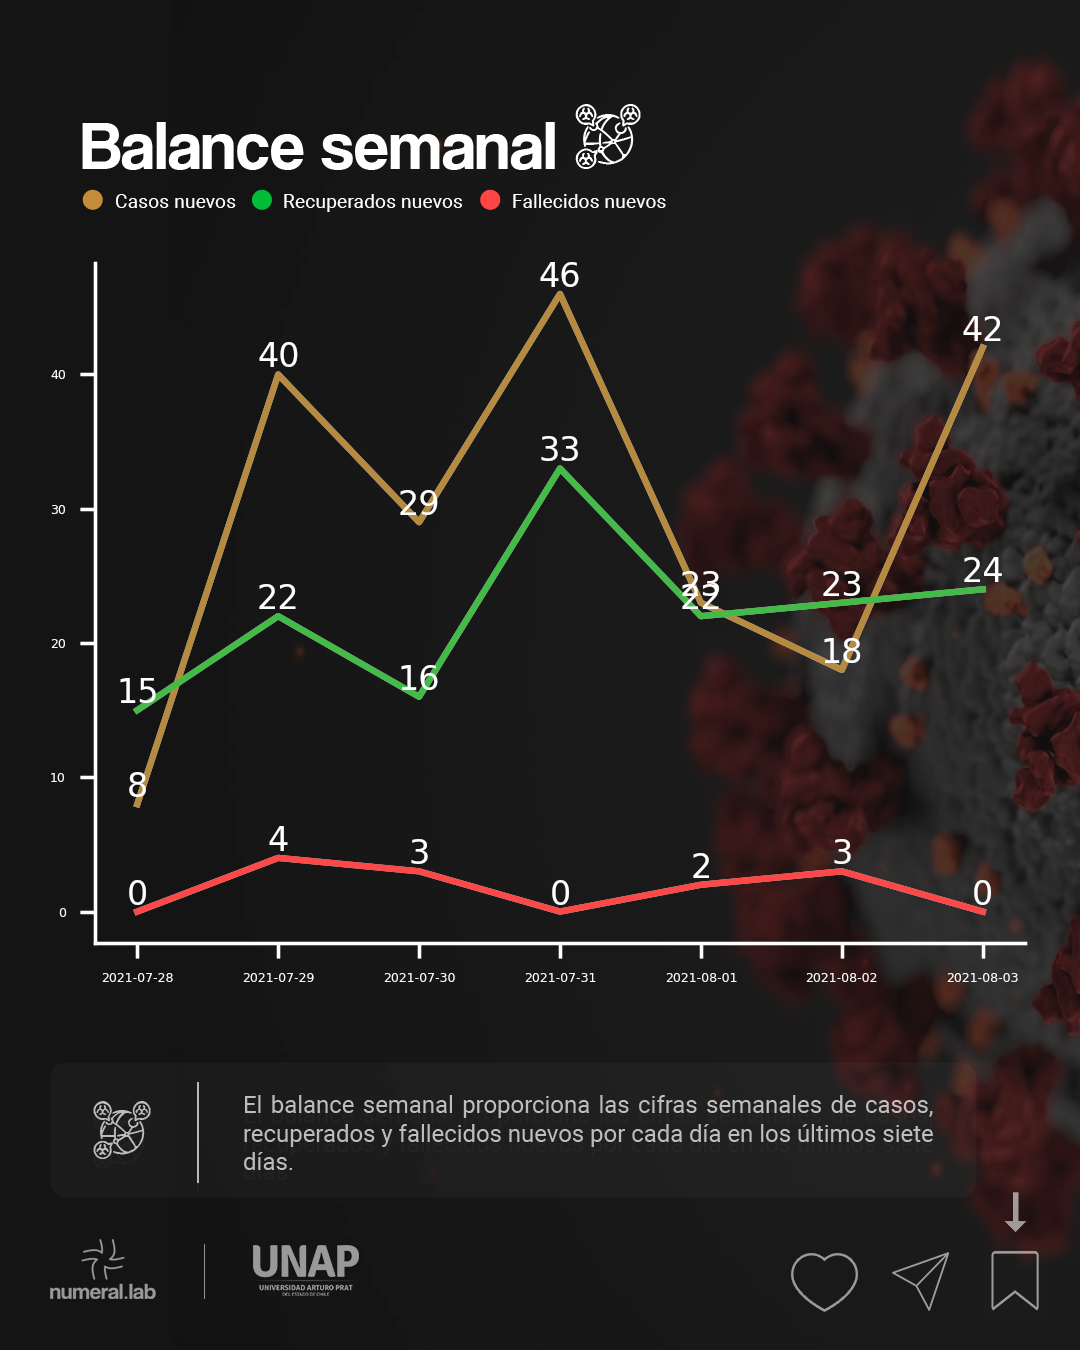 Balance semanal
Casos nuevos Recuperados nuevos Fallecidos nuevos
46
42
40
40
33
29
30
24
23
23
22
22
20
18
16
15
10
8
4
3
3
2
0
0
0
0
2021-07-28 2021-07-29 2021-07-30 2021-07-31 2021-08-01 2021-08-02 2021-08-03
El balance semanal proporciona las cifras semanales de casos,
recuperados y fallecidos nuevos por cada día en los últimos siete
días.
numeral.lab
UNAP
UNIVERSIDAD ARTURO PRAT
DEL ESTADO DE CHILE